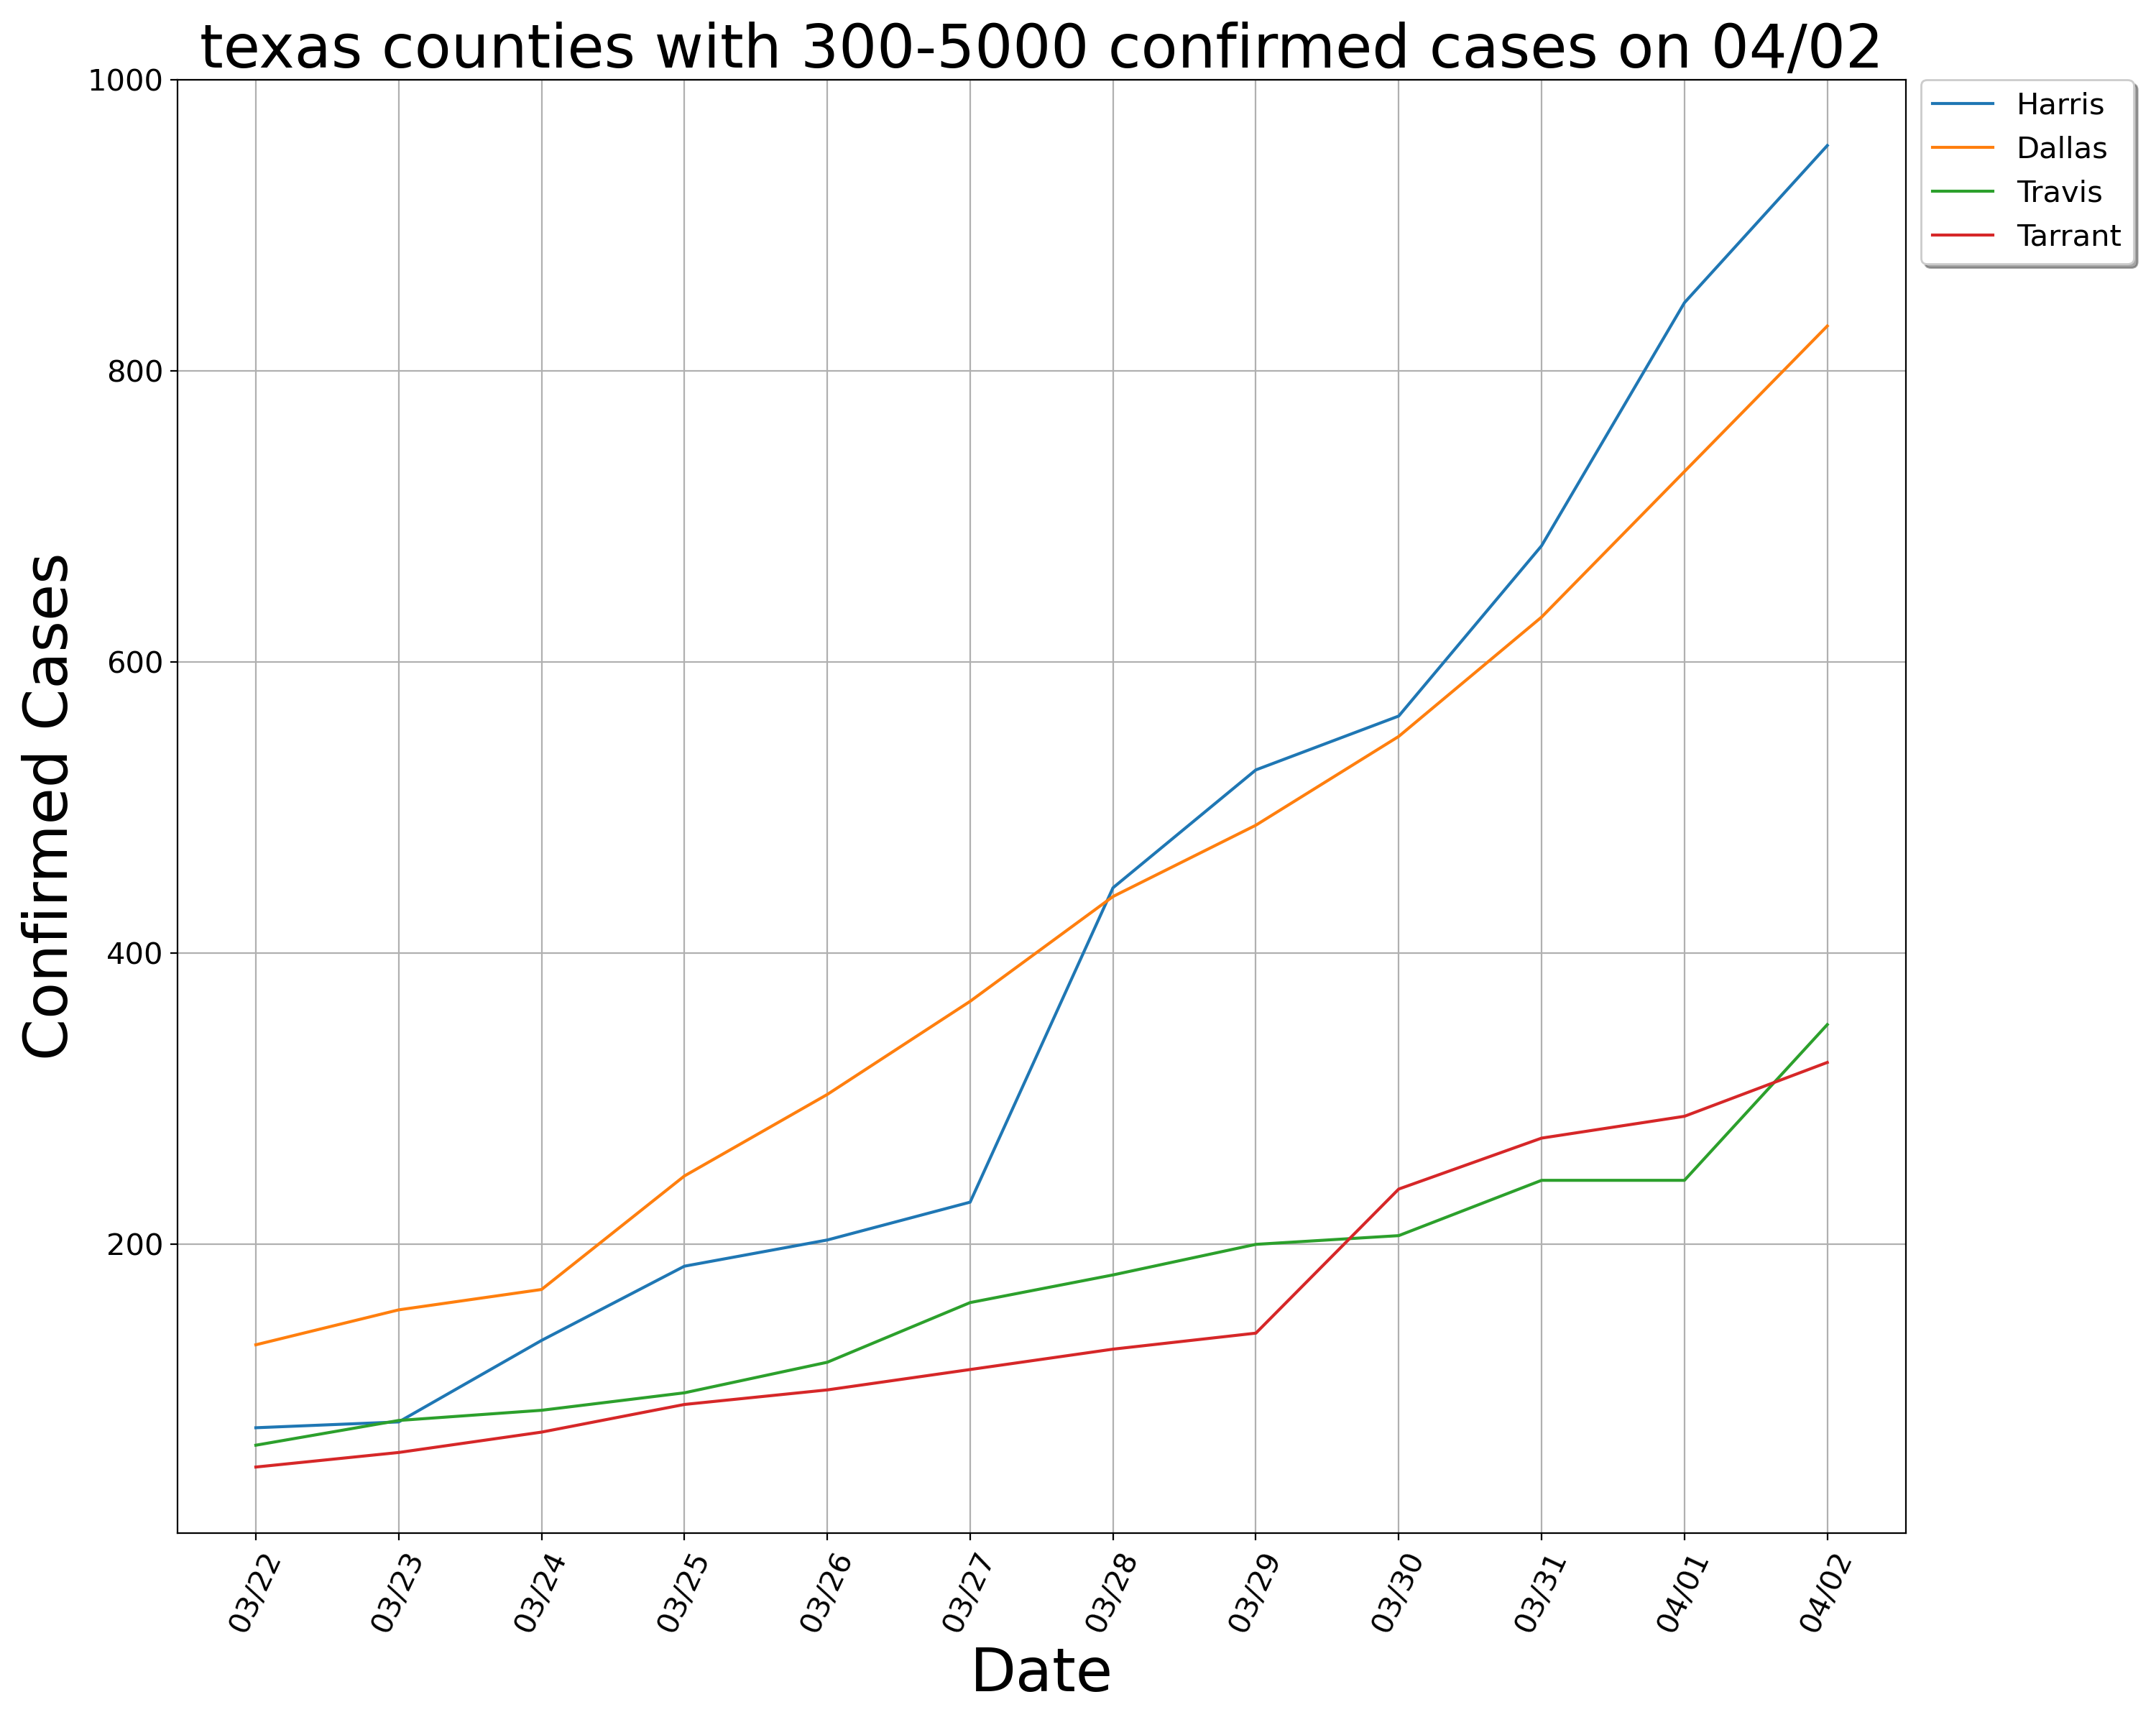 texas counties with 300-5000 confirmed cases on 04/02
1000
800
600
400
200
Confirmed Cases
Harris
Dallas
Travis
Tarrant
03/22
03/23
03/24
03/25
03/26
03/27
03/28
03/29
03/30
03/31
04/01
04/02
Date